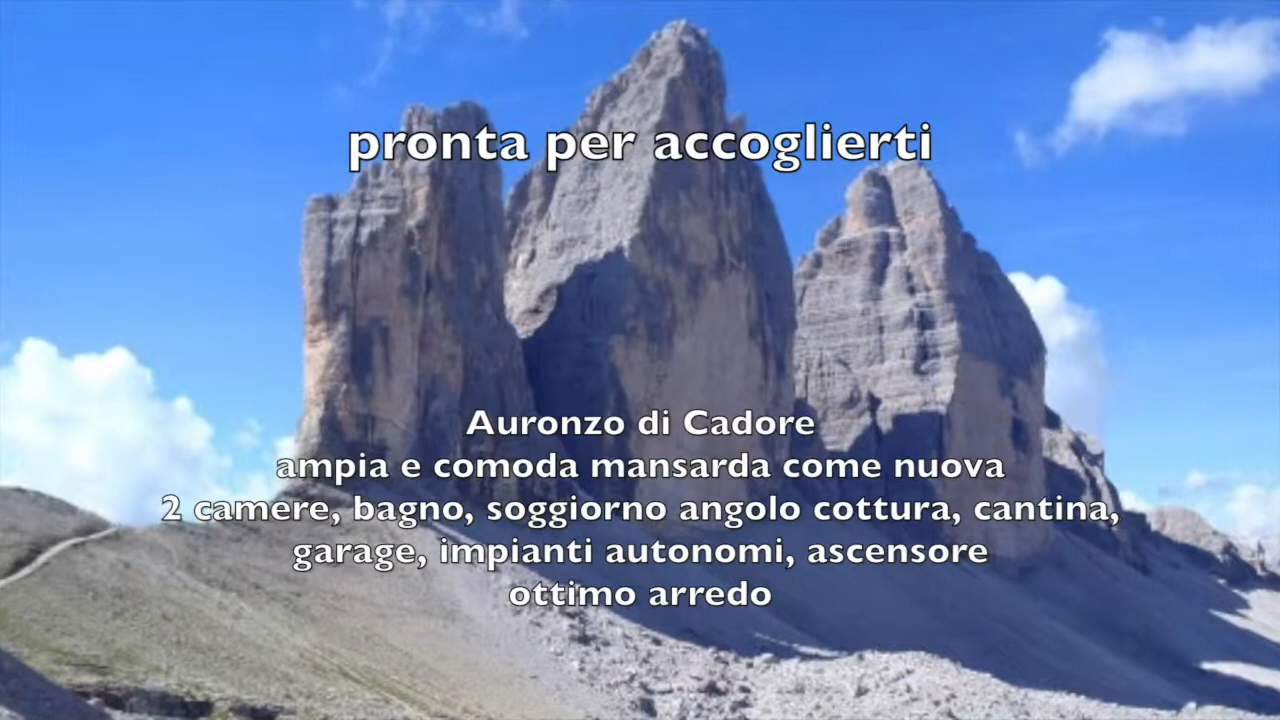 pronta per accoglierti
Auronzo di Cadore
ampia e comoda mansarda come nuova
2 camere, bagno, soggiorno angolo cottura, cantina,
garage, impianti autonomi, ascensore
ottimo arredo